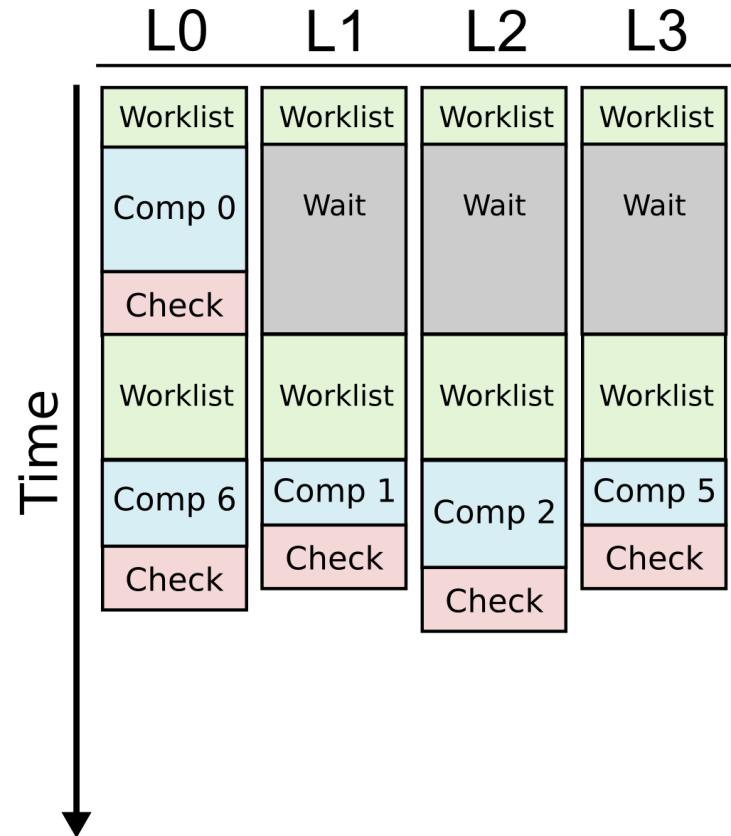 L0 L1 L2 L3
Worklist Worklist Worklist Worklist
Comp 0 Wait Wait Wait
Check
Worklist Worklist Worklist Worklist
Comp 6 Comp 1 Comp 2 Comp 5
Check Check Check Check
Time